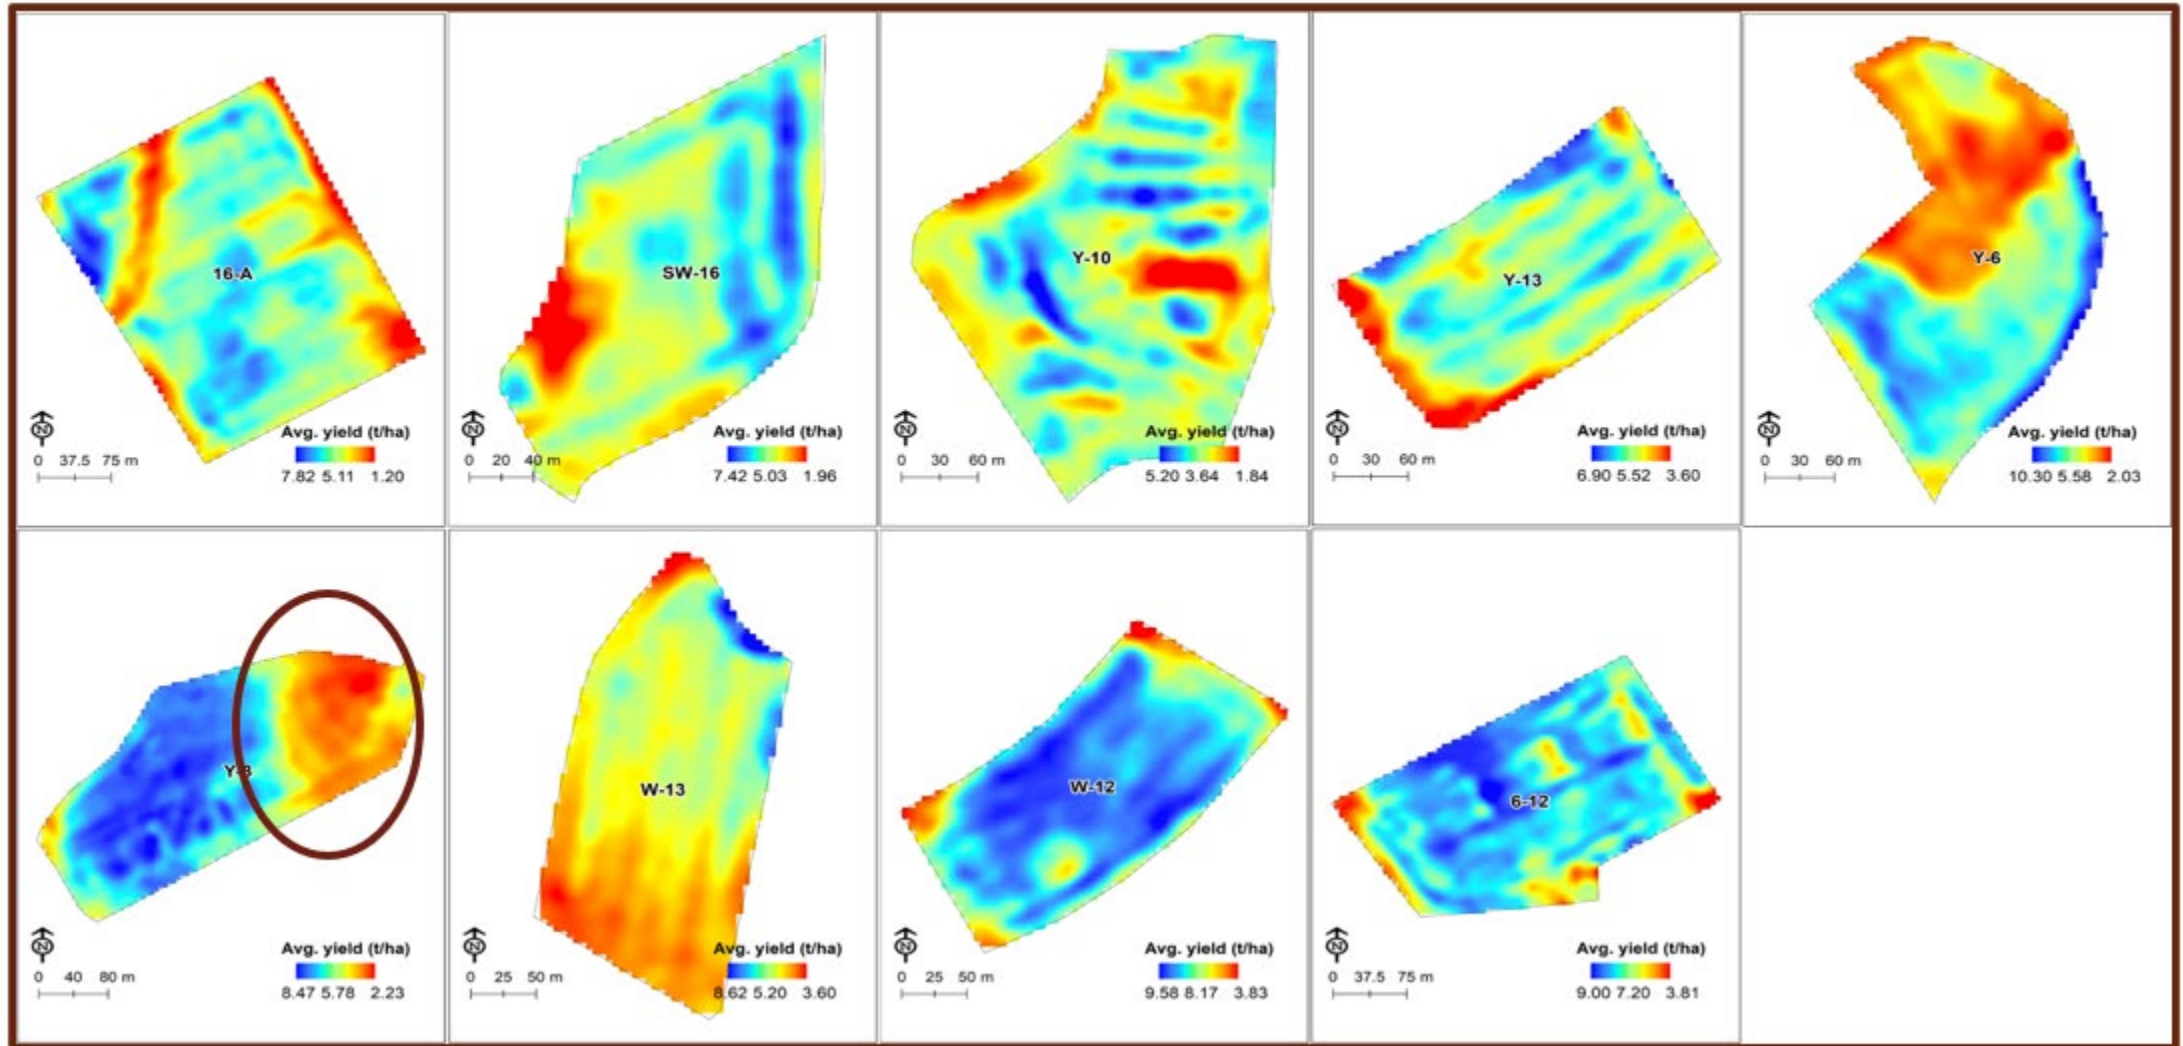 16-A
N
Avg. yield (t/ha)
0 37.5 75 m
7.82 5.11 1.20
SW-16
N
Avg. yield (t/ha)
0 20 40 m
7.42 5.03 1.96
Y-10
N
Avg. yield (t/ha)
0 30 60 m
5.20 3.64 1.84
Y-13
N
Avg. yield (t/ha)
0 30 60 m
6.90 5.52 3.60
Y-6
N
Avg. yield (t/ha)
0 30 60 m
10.30 5.58 2.03
Y-8
N
Avg. yield (t/ha)
0 40 80 m
8.47 5.78 2.23
W-13
N
Avg. yield (t/ha)
0 25 50 m
8.62 5.20 3.60
W-12
N
Avg. yield (t/ha)
0 25 50 m
9.58 8.17 3.83
6-12
N
Avg. yield (t/ha)
0 37.5 75 m
9.00 7.20 3.81